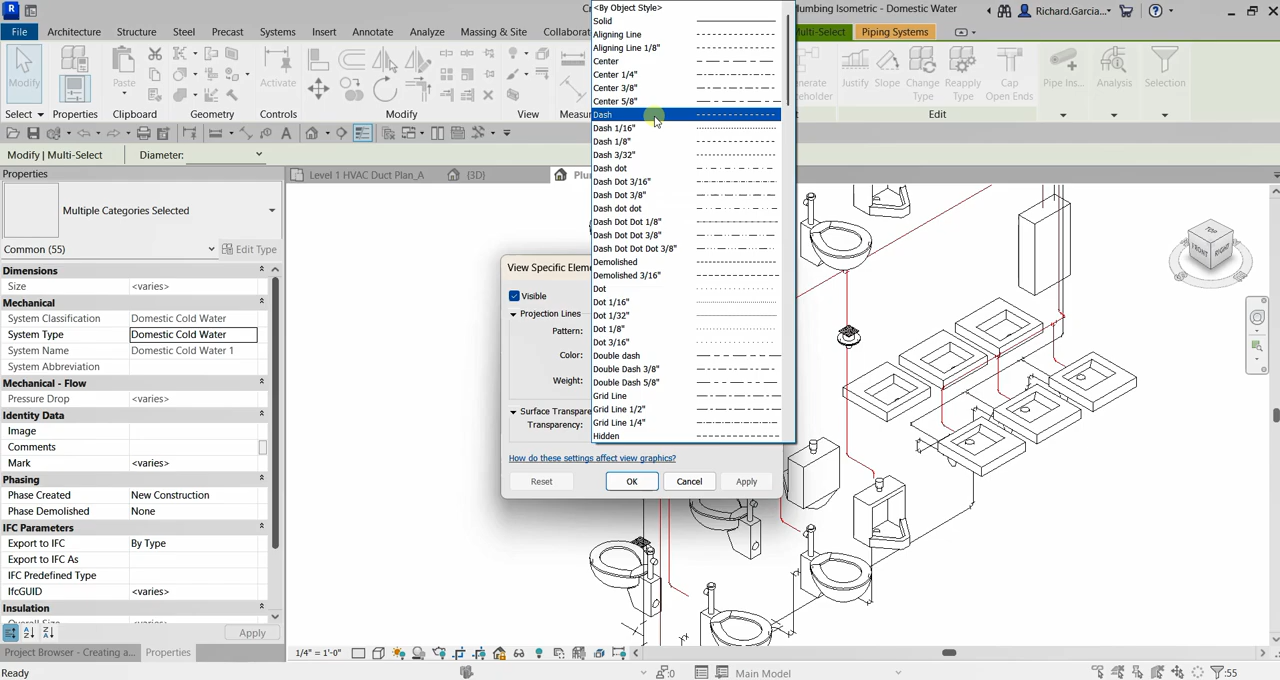 <By Object Style>
Solid
Aligning Line
Aligning Line 1/8"
Center
Center 1/4"
Center 3/8"
Center 5/8"
Dash
Dash 1/16"
Dash 1/8"
Dash 3/32"
Dash dot
Dash Dot 3/16"
Dash Dot 3/8"
Dash dot dot
Dash Dot Dot 1/8"
Dash Dot Dot 3/8"
Dash Dot Dot Dot 3/8"
Demolished
Demolished 3/16"
Dot
Dot 1/16"
Dot 1/32"
Dot 1/8"
Dot 3/16"
Double dash
Double Dash 3/8"
Double Dash 5/8"
Grid Line
Grid Line 1/2"
Grid Line 1/4"
Hidden
lumbing Isometric - Domestic Water
Richard.Garcia...
File Architecture Structure Steel Precast Systems Insert Annotate Analyze Massing & Site Collaborat
ulti-Select Piping Systems
Modify
Paste
Activate
Justify Slope Change Type Reapply Type Cap Open Ends Pipe Ins... Analysis Selection
Select Properties Clipboard Geometry Controls Modify View Measu Edit
Modify | Multi-Select Diameter:
Properties
Level 1 HVAC Duct Plan_A {3D} Plu
Multiple Categories Selected
Common (55) Edit Type
Dimensions
Size <varies>
Mechanical
System Classification Domestic Cold Water
System Type Domestic Cold Water
System Name Domestic Cold Water 1
System Abbreviation
Mechanical - Flow
Pressure Drop <varies>
Identity Data
Image
Comments
Mark <varies>
Phasing
Phase Created New Construction
Phase Demolished None
IFC Parameters
Export to IFC By Type
Export to IFC As
IFC Predefined Type
IfcGUID <varies>
Insulation
Apply
Project Browser - Creating a... Properties
View Specific Elem
Visible
Projection Lines
Pattern:
Color:
Weight:
Surface Transpare
Transparency:
How do these settings affect view graphics?
Reset OK Cancel Apply
TOP
FRONT RIGHT
1/4" = 1'-0"
Ready
:0 Main Model :55